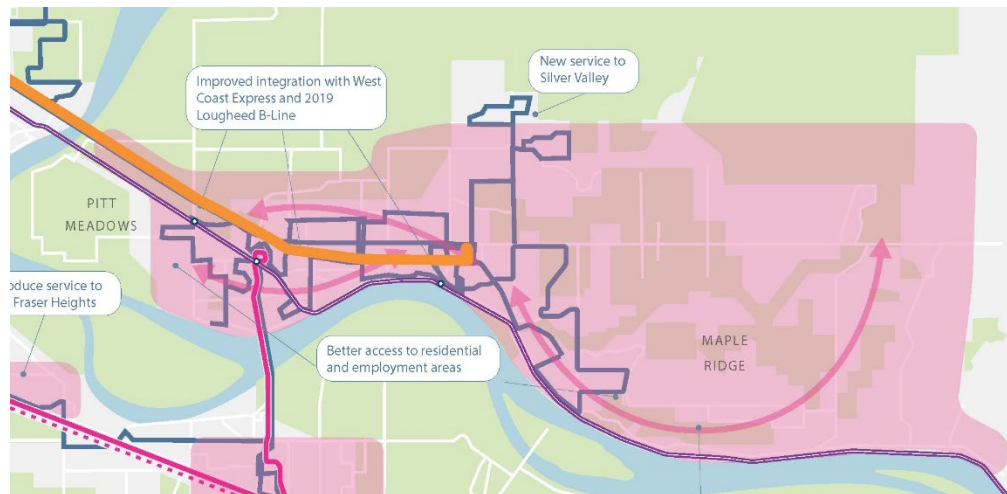 New service to
Silver Valley
Improved integration with West
Coast Express and 2019
Lougheed B-Line
PITT
MEADOWS
oduce service to
Fraser Heights
Better access to residential
and employment areas
MAPLE
RIDGE